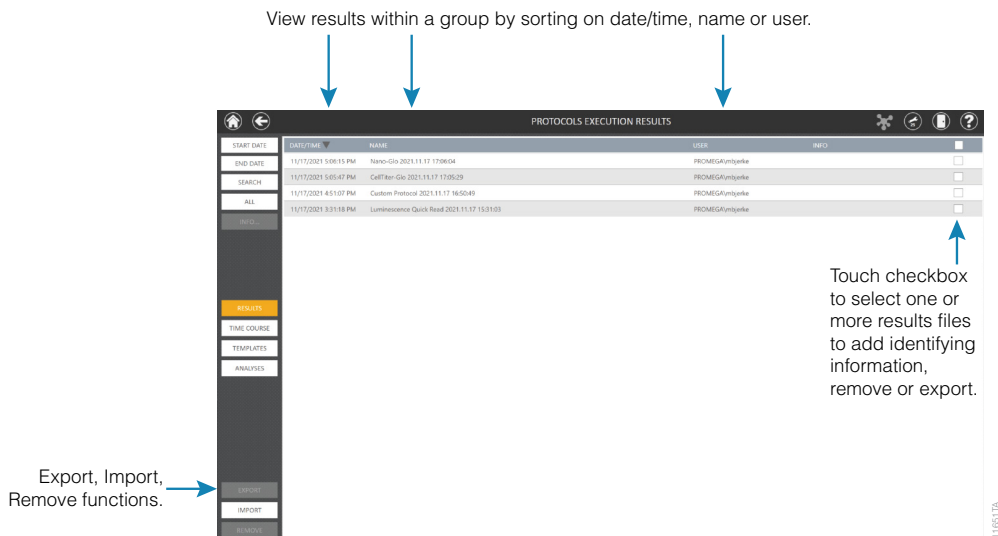 View results within a group by sorting on date/time, name or user.
PROTOCOLS EXECUTION RESULTS
START DATE
END DATE
SEARCH
ALL
INFO...
DATE/TIME NAME USER INFO
11/17/2021 5:06:15 PM Nano-Glo 2021.11.17 17:06:04 PROMEGA\mbjerke
11/17/2021 5:05:47 PM CellTiter-Glo 2021.11.17 17:05:29 PROMEGA\mbjerke
11/17/2021 4:51:07 PM Custom Protocol 2021.11.17 16:50:49 PROMEGA\mbjerke
11/17/2021 3:31:18 PM Luminescence Quick Read 2021.11.17 15:31:03 PROMEGA\mbjerke
Touch checkbox
to select one or
more results files
to add identifying
information,
remove or export.
RESULTS
TIME COURSE
TEMPLATES
ANALYSES
Export, Import,
Remove functions.
EXPORT
IMPORT
REMOVE